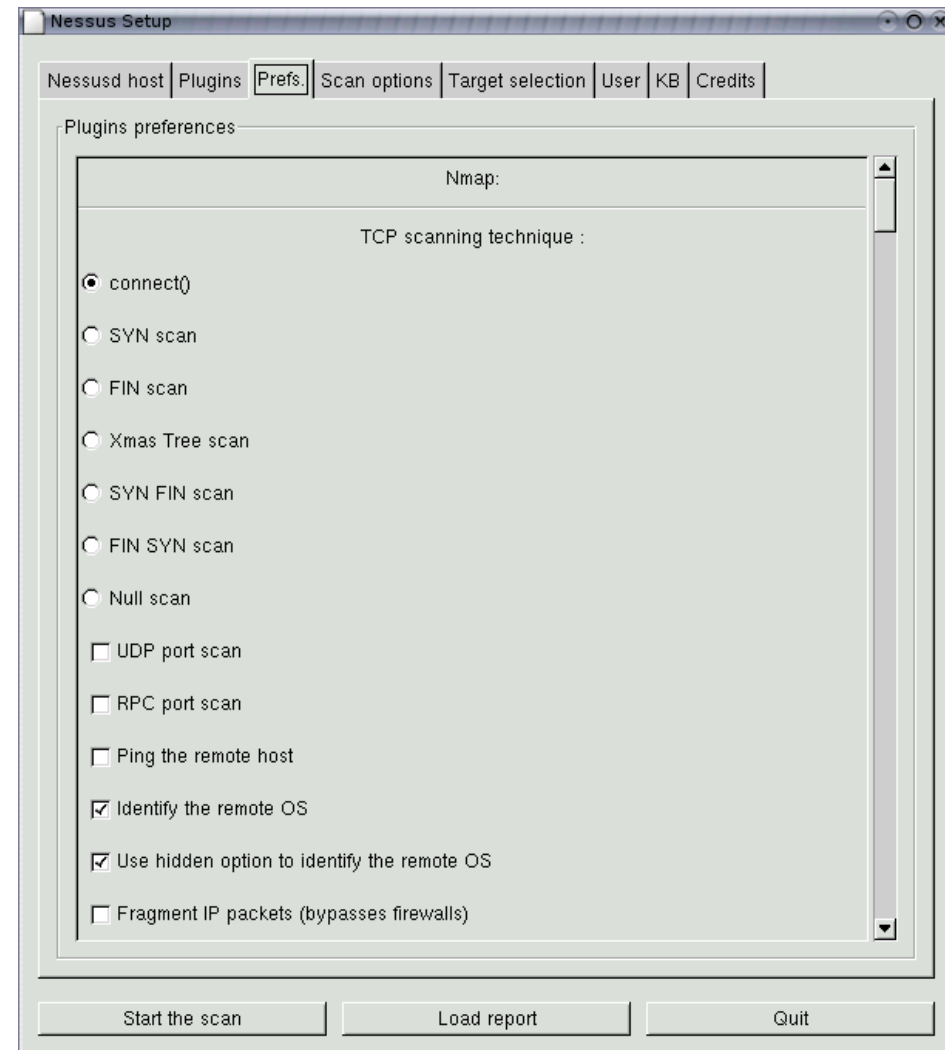 Nessus Setup
Nessusd host Plugins Prefs. Scan options Target selection User KB Credits
Plugins preferences
Nmap:
TCP scanning technique :
connect()
SYN scan
FIN scan
Xmas Tree scan
SYN FIN scan
FIN SYN scan
Null scan
UDP port scan
RPC port scan
Ping the remote host
Identify the remote OS
Use hidden option to identify the remote OS
Fragment IP packets (bypasses firewalls)
Start the scan Load report Quit